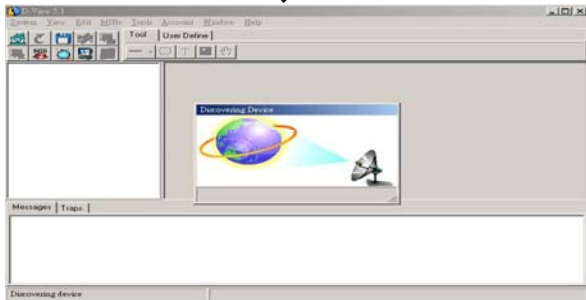 D-View 5.1
System View Edit MIBs Tools Account Window Help
Tool User Define
MIB
T
Discovering Device
Messages Traps
Discovering device